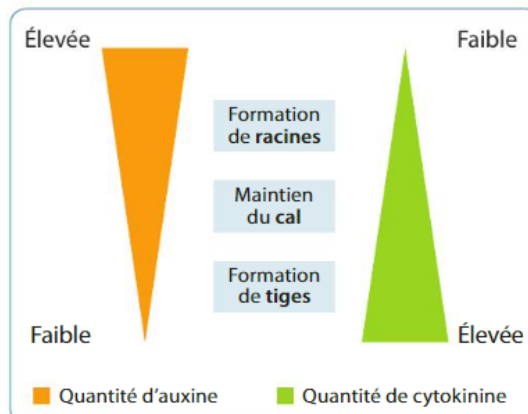 Élevée
Faible
Formation
de racines
Maintien
du cal
Formation
de tiges
Faible
Élevée
Quantité d'auxine
Quantité de cytokinine